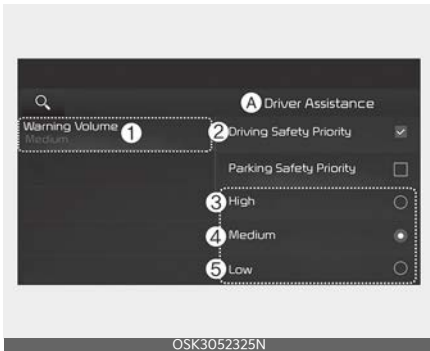 A Driver Assistance
Warning Volume
Medium
1
2 Driving Safety Priority
Parking Safety Priority
3 High
4 Medium
5 Low
OSK3052325N